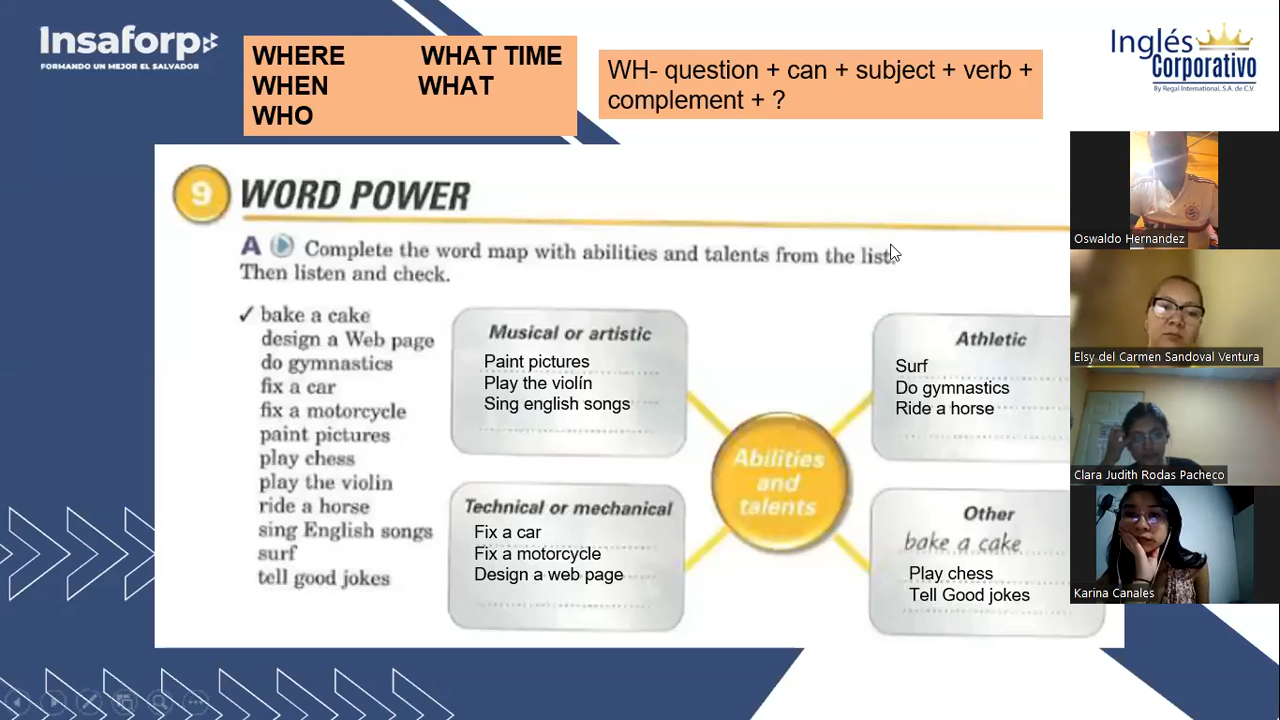 Insaforp
FORMANDO UN MEJOR EL SALVADOR
WHERE WHAT TIME
WHEN WHAT
WHO
WH- question + can + subject + verb +
complement + ?
Inglés
Corporativo
By Regal International, S.A. de C.V.
9 WORD POWER
A Complete the word map with abilities and talents from the list.
Then listen and check.
✓ bake a cake
design a Web page
do gymnastics
fix a car
fix a motorcycle
paint pictures
play chess
play the violin
ride a horse
sing English songs
surf
tell good jokes
Musical or artistic
Paint pictures
Play the violín
Sing english songs
Athletic
Surf
Do gymnastics
Ride a horse
Abilities
and
talents
Technical or mechanical
Fix a car
Fix a motorcycle
Design a web page
Other
bake a cake
Play chess
Tell Good jokes
Oswaldo Hernandez
Elsy del Carmen Sandoval Ventura
Clara Judith Rodas Pacheco
Karina Canales